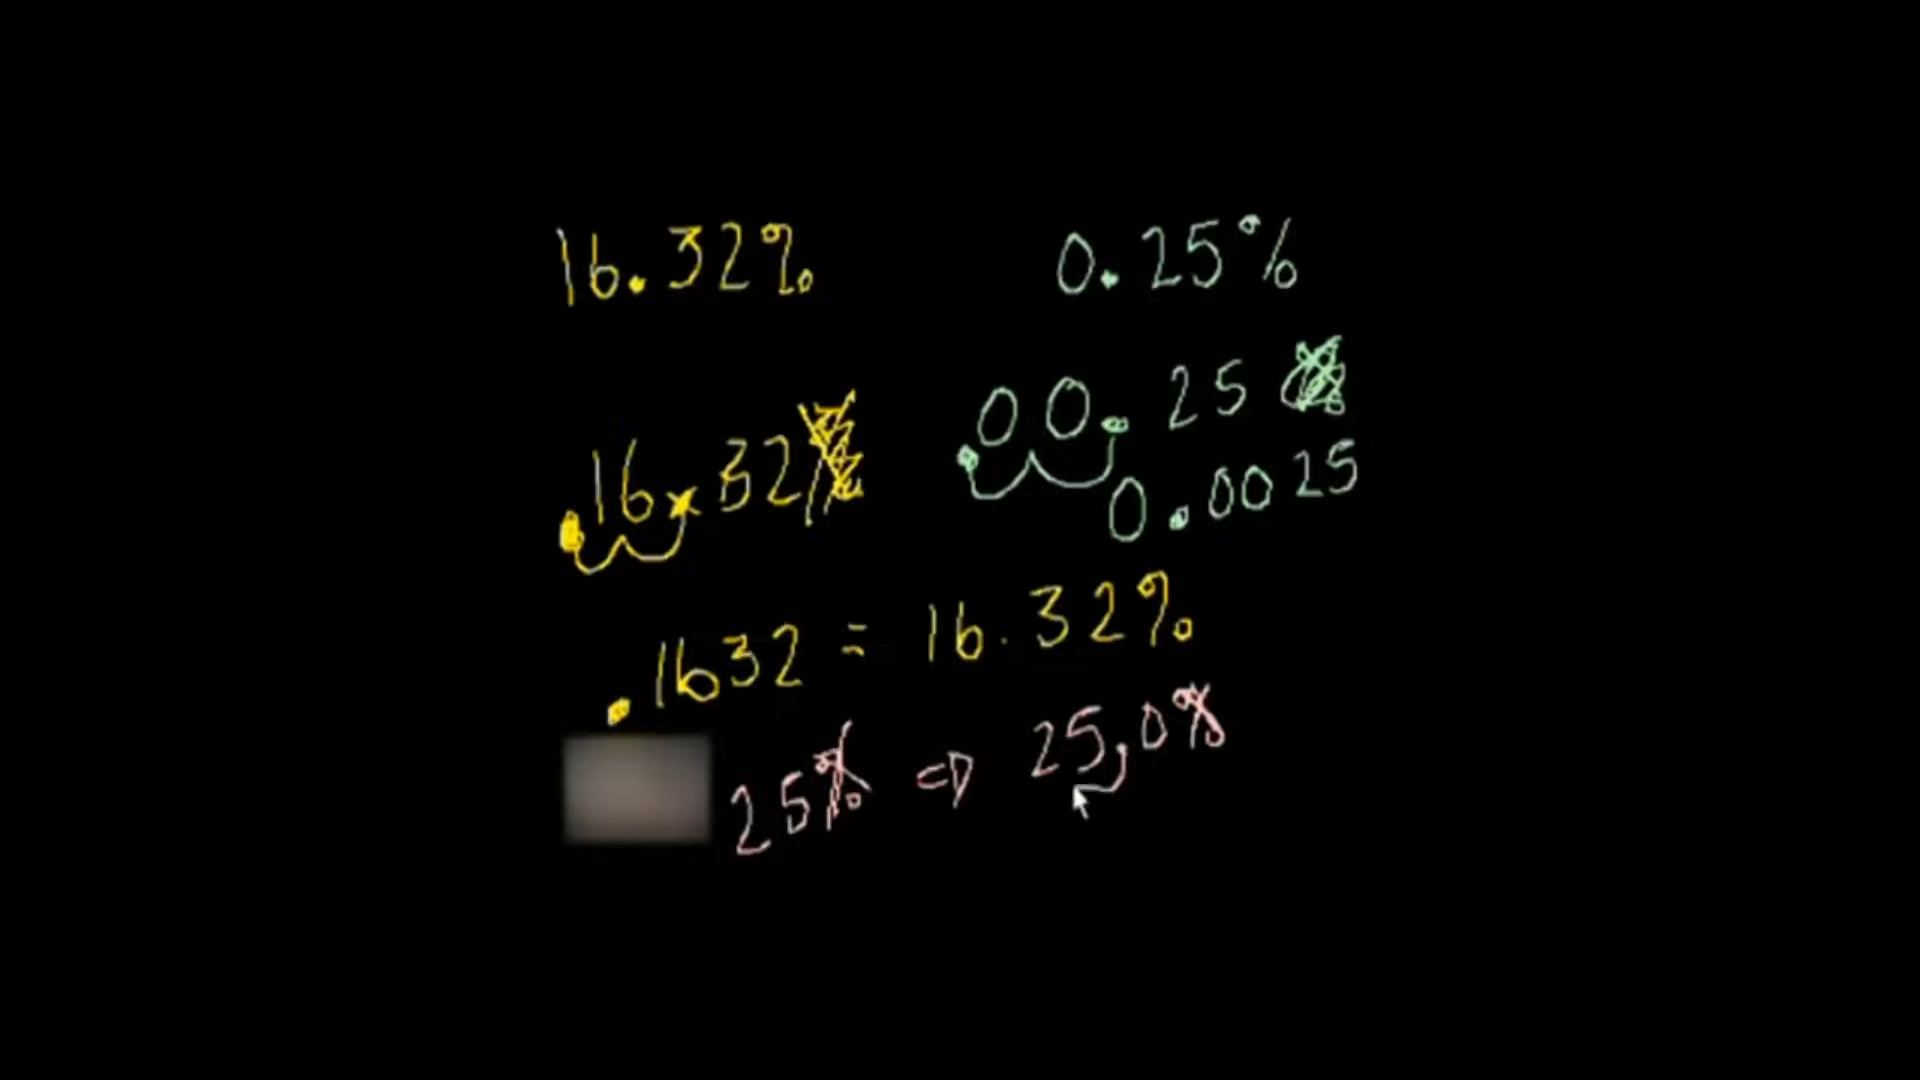 16.32% 0.25%
.16.32% 00.25%
0.0025
.1632 = 16.32%
25% ⇒ 25.0%